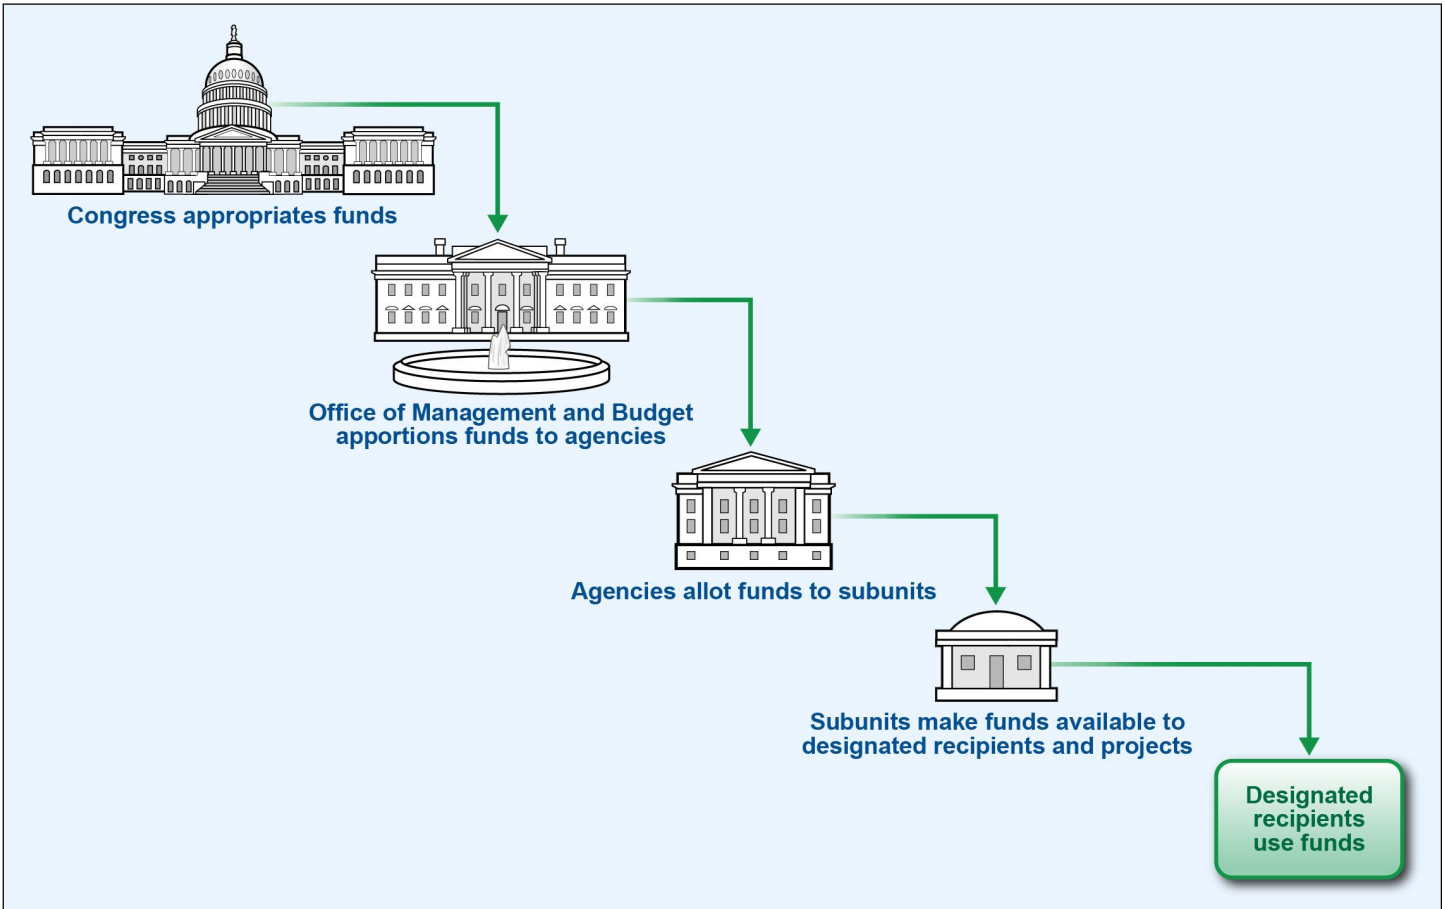 Congress appropriates funds
Office of Management and Budget
apportions funds to agencies
Agencies allot funds to subunits
Subunits make funds available to
designated recipients and projects
Designated
recipients
use funds